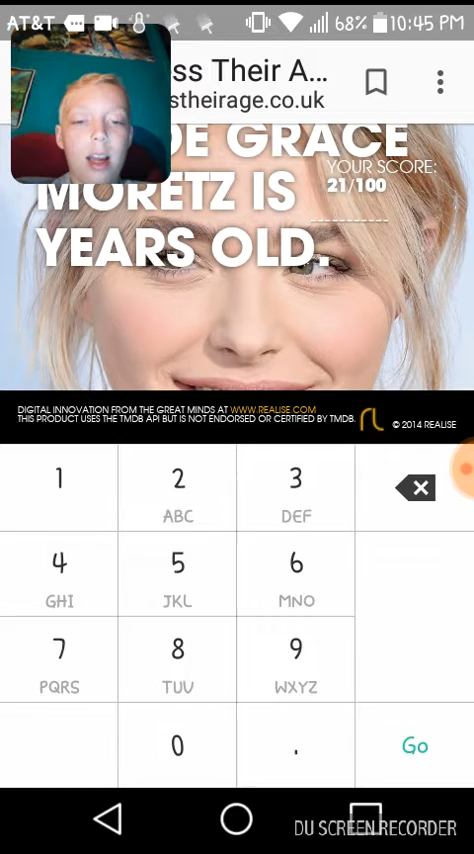 AT&T 68% 10:45 PM
ss Their A...
stheirage.co.uk
DE GRACE
MORETZ IS
YEARS OLD.
YOUR SCORE:
21/100
DIGITAL INNOVATION FROM THE GREAT MINDS AT WWW.REALISE.COM
THIS PRODUCT USES THE TMDB API BUT IS NOT ENDORSED OR CERTIFIED BY TMDB.
rl © 2014 REALISE
1 2 3
ABC DEF
4 5 6
GHI JKL MNO
7 8 9
PQRS TUV WXYZ
0 . Go
DU SCREEN RECORDER